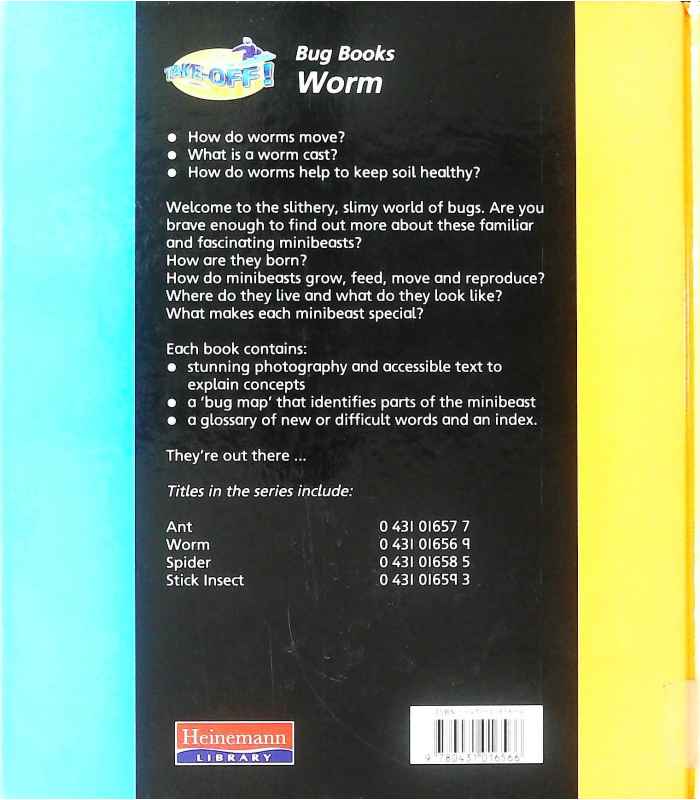 TAKE-OFF!
Bug Books
Worm
• How do worms move?
• What is a worm cast?
• How do worms help to keep soil healthy?
Welcome to the slithery, slimy world of bugs. Are you
brave enough to find out more about these familiar
and fascinating minibeasts?
How are they born?
How do minibeasts grow, feed, move and reproduce?
Where do they live and what do they look like?
What makes each minibeast special?
Each book contains:
• stunning photography and accessible text to
explain concepts
• a ‘bug map’ that identifies parts of the minibeast
• a glossary of new or difficult words and an index.
They’re out there ...
Titles in the series include:
Ant 0 431 01657 7
Worm 0 431 01656 9
Spider 0 431 01658 5
Stick Insect 0 431 01659 3
Heinemann
LIBRARY
9 780431 016566